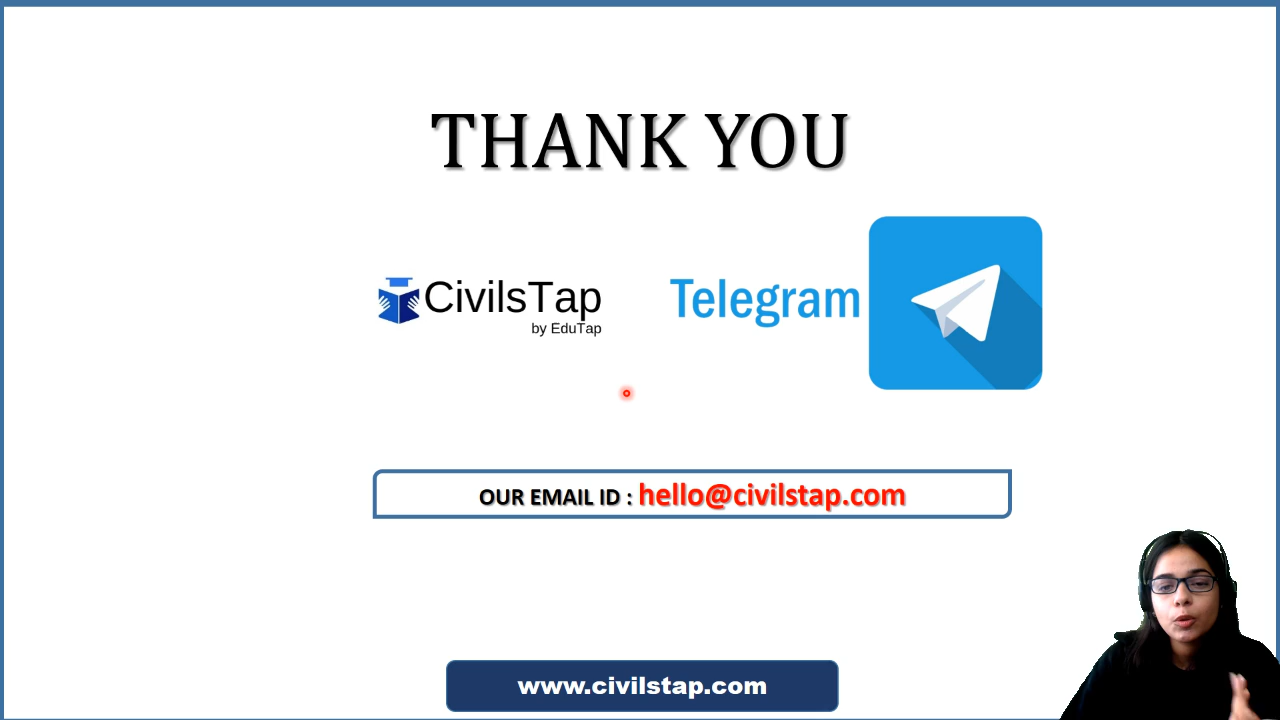 THANK YOU
CivilsTap
by EduTap
Telegram
OUR EMAIL ID : hello@civilstap.com
www.civilstap.com